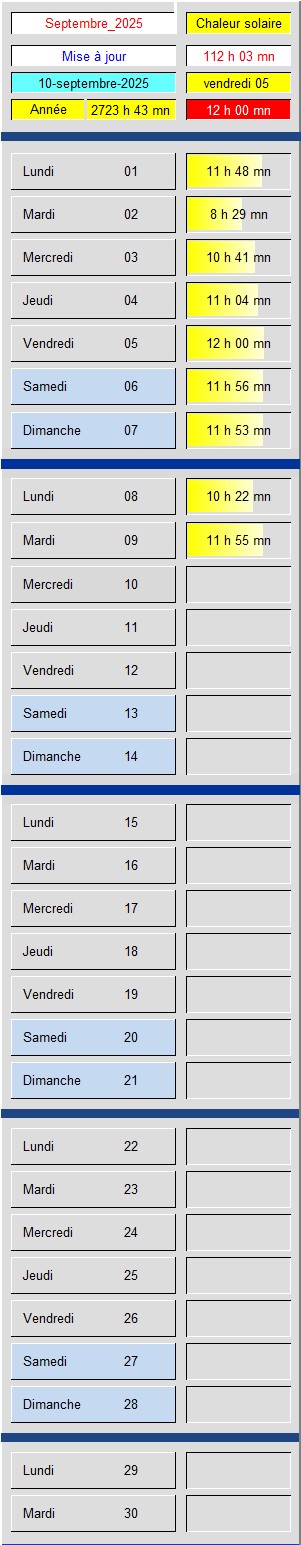 Septembre_2025 Chaleur solaire
Mise à jour 112 h 03 mn
10-septembre-2025 vendredi 05
Année 2723 h 43 mn 12 h 00 mn
Lundi 01 11 h 48 mn
Mardi 02 8 h 29 mn
Mercredi 03 10 h 41 mn
Jeudi 04 11 h 04 mn
Vendredi 05 12 h 00 mn
Samedi 06 11 h 56 mn
Dimanche 07 11 h 53 mn
Lundi 08 10 h 22 mn
Mardi 09 11 h 55 mn
Mercredi 10
Jeudi 11
Vendredi 12
Samedi 13
Dimanche 14
Lundi 15
Mardi 16
Mercredi 17
Jeudi 18
Vendredi 19
Samedi 20
Dimanche 21
Lundi 22
Mardi 23
Mercredi 24
Jeudi 25
Vendredi 26
Samedi 27
Dimanche 28
Lundi 29
Mardi 30